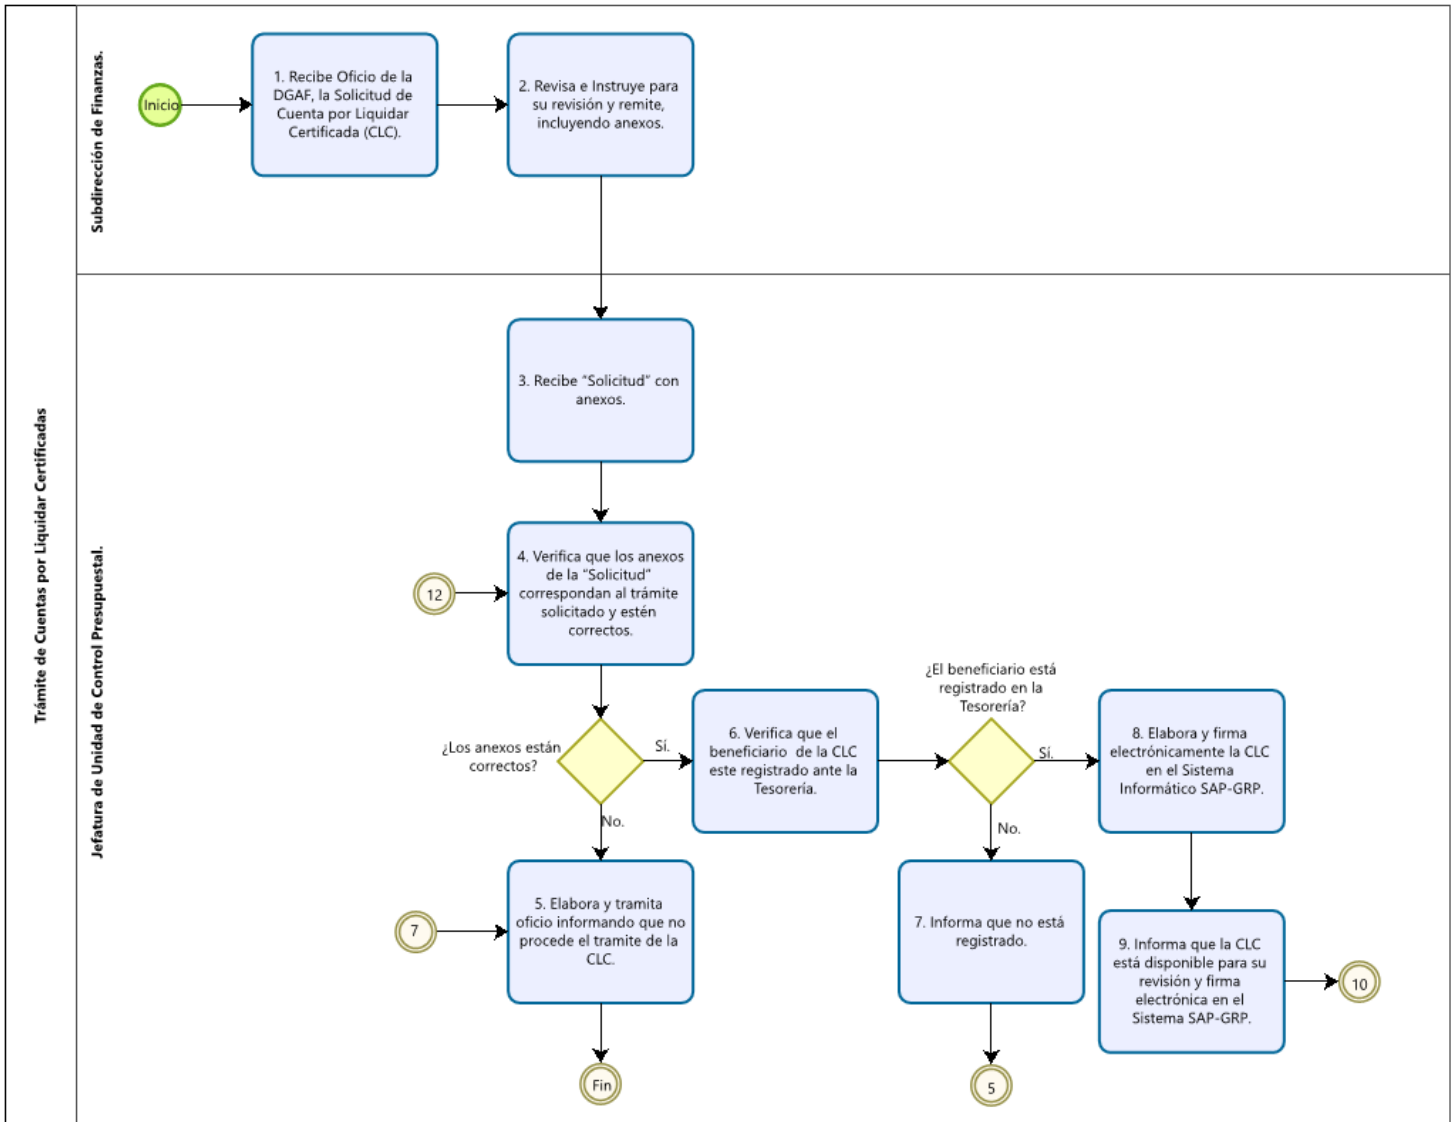 Trámite de Cuentas por Liquidar Certificadas
Subdirección de Finanzas.
Inicio
1. Recibe Oficio de la
DGAF, la Solicitud de
Cuenta por Liquidar
Certificada (CLC).
2. Revisa e Instruye para
su revisión y remite,
incluyendo anexos.
Jefatura de Unidad de Control Presupuestal.
3. Recibe “Solicitud” con
anexos.
12
4. Verifica que los anexos
de la “Solicitud”
correspondan al trámite
solicitado y estén
correctos.
¿Los anexos están
correctos?
Sí.
No.
7
5. Elabora y tramita
oficio informando que no
procede el tramite de la
CLC.
Fin
6. Verifica que el
beneficiario de la CLC
este registrado ante la
Tesorería.
¿El beneficiario está
registrado en la
Tesorería?
Sí.
No.
7. Informa que no está
registrado.
5
8. Elabora y firma
electrónicamente la CLC
en el Sistema
Informático SAP-GRP.
9. Informa que la CLC
está disponible para su
revisión y firma
electrónica en el
Sistema SAP-GRP.
10